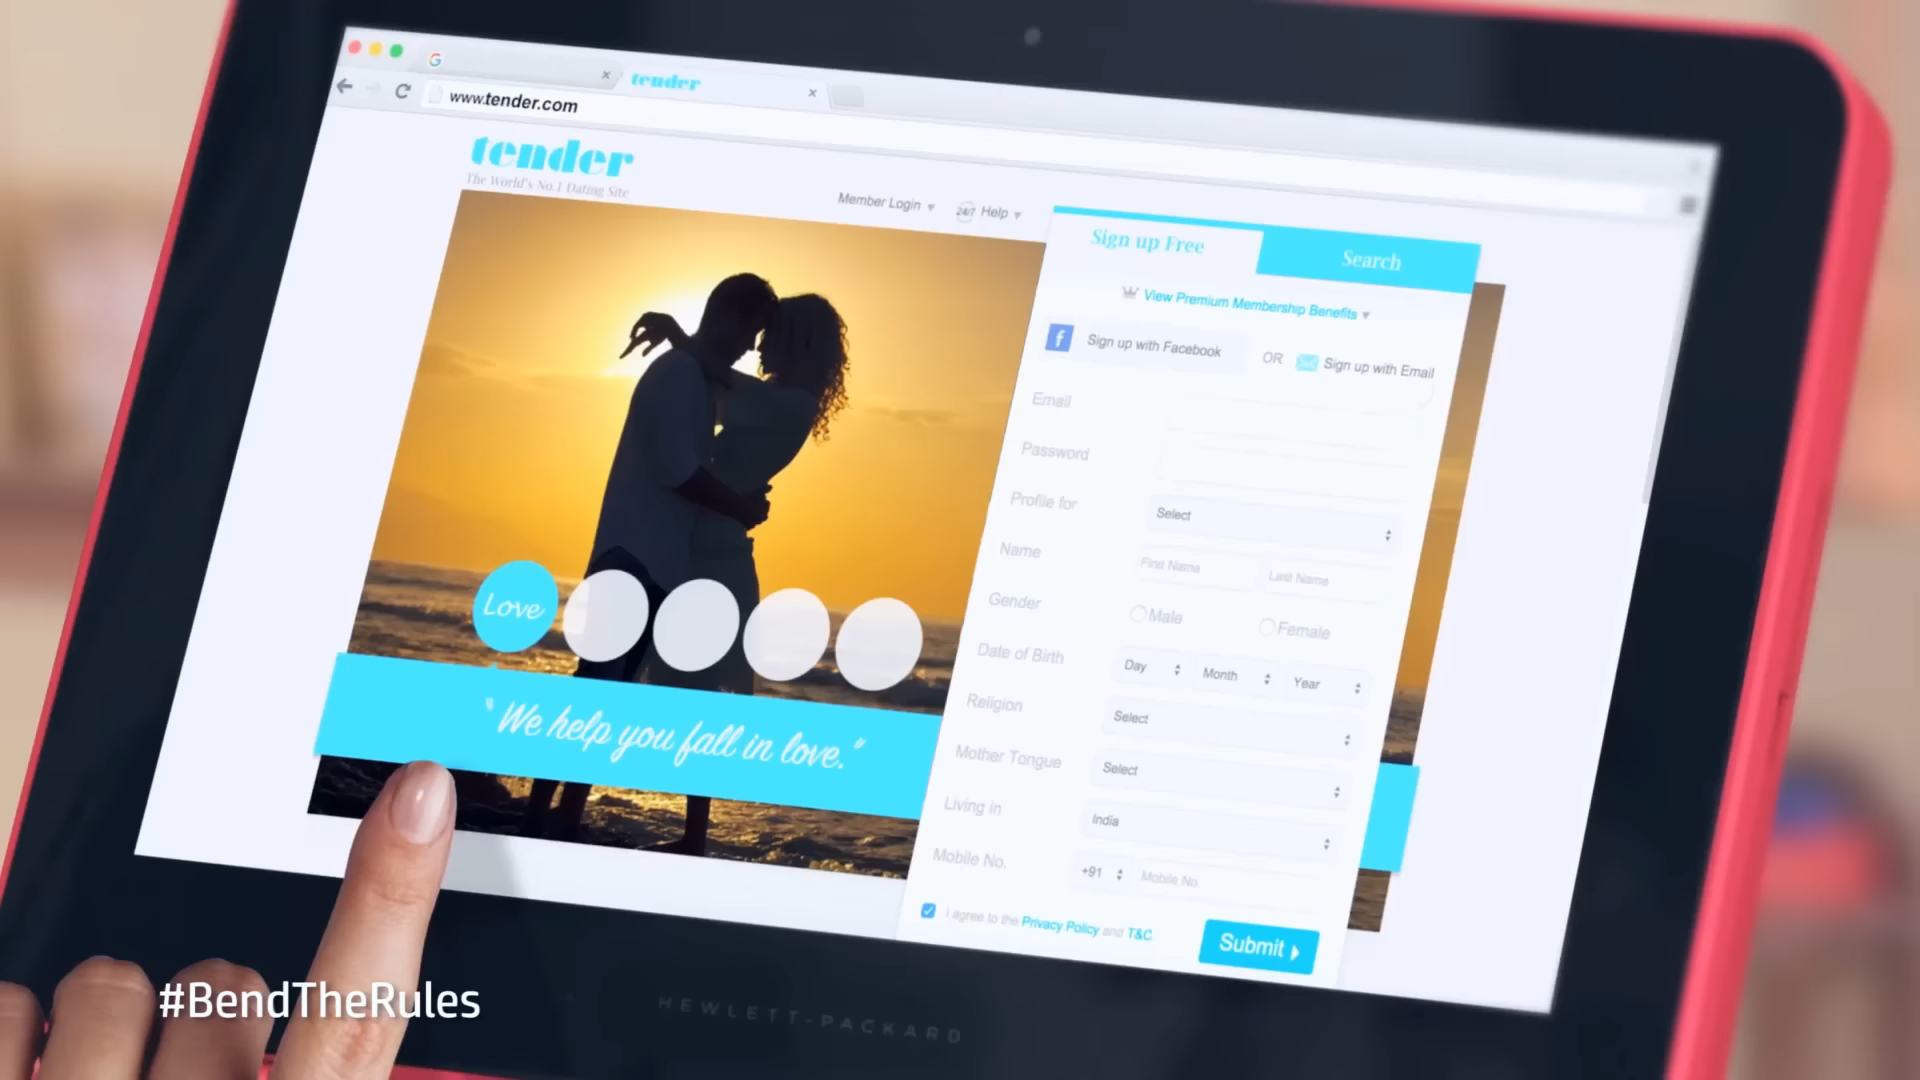 tender
www.tender.com
tender
The World's No.1 Dating Site
Member Login
24/7 Help
Sign up Free
Search
View Premium Membership Benefits
f Sign up with Facebook OR Sign up with Email
Email
Password
Profile for Select
Name First Name Last Name
Gender Male Female
Date of Birth Day Month Year
Religion Select
Mother Tongue Select
Living in India
Mobile No. +91 Mobile No.
I agree to the Privacy Policy and T&C
Submit
Love
"We help you fall in love."
#BendTheRules
HEWLETT-PACKARD